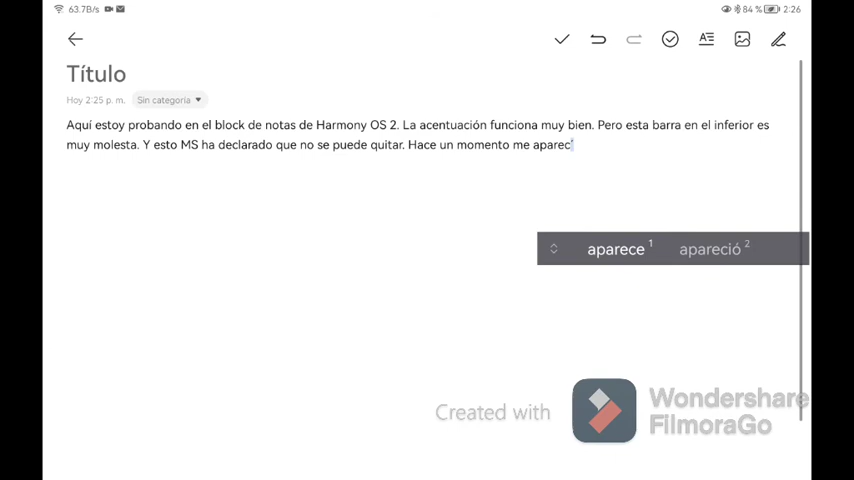 63.7B/s
84 % 2:26
Título
Hoy 2:25 p. m. Sin categoría
Aquí estoy probando en el block de notas de Harmony OS 2. La acentuación funciona muy bien. Pero esta barra en el inferior es
muy molesta. Y esto MS ha declarado que no se puede quitar. Hace un momento me aparec´
aparece 1 apareció 2
Created with
Wondershare
FilmoraGo